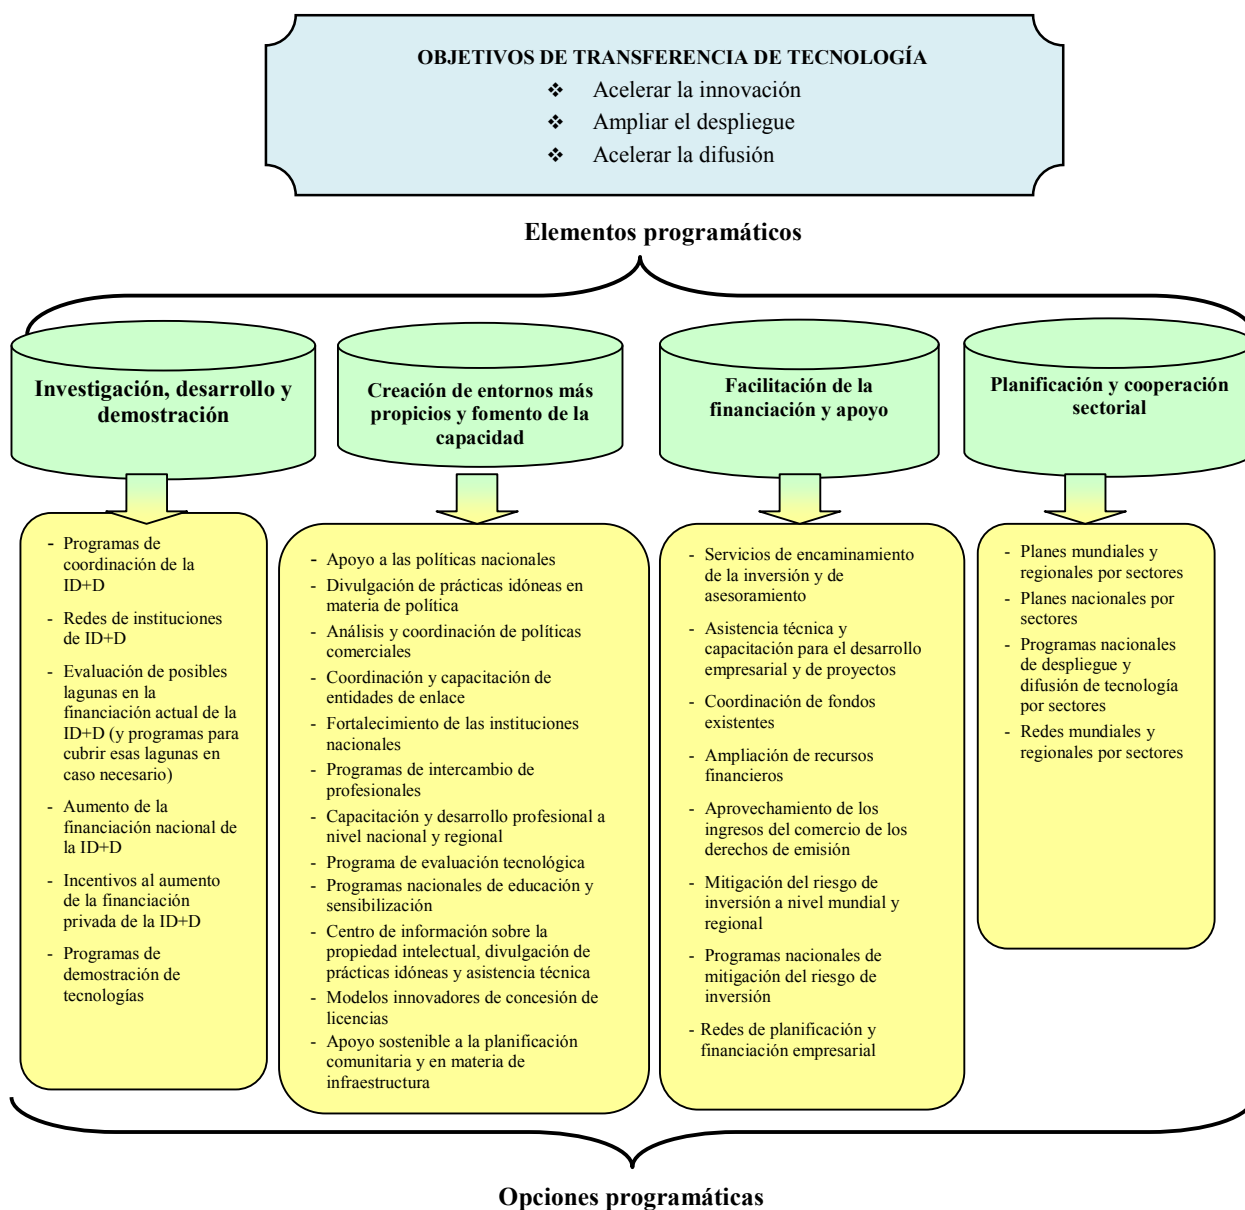 OBJETIVOS DE TRANSFERENCIA DE TECNOLOGÍA
❖ Acelerar la innovación
❖ Ampliar el despliegue
❖ Acelerar la difusión
Elementos programáticos
Investigación, desarrollo y
demostración
Creación de entornos más
propicios y fomento de la
capacidad
Facilitación de la
financiación y apoyo
Planificación y cooperación
sectorial
- Programas de
coordinación de la
ID+D
- Redes de instituciones
de ID+D
- Evaluación de posibles
lagunas en la
financiación actual de la
ID+D (y programas para
cubrir esas lagunas en
caso necesario)
- Aumento de la
financiación nacional de
la ID+D
- Incentivos al aumento
de la financiación
privada de la ID+D
- Programas de
demostración de
tecnologías
- Apoyo a las políticas nacionales
- Divulgación de prácticas idóneas en
materia de política
- Análisis y coordinación de políticas
comerciales
- Coordinación y capacitación de
entidades de enlace
- Fortalecimiento de las instituciones
nacionales
- Programas de intercambio de
profesionales
- Capacitación y desarrollo profesional a
nivel nacional y regional
- Programa de evaluación tecnológica
- Programas nacionales de educación y
sensibilización
- Centro de información sobre la
propiedad intelectual, divulgación de
prácticas idóneas y asistencia técnica
- Modelos innovadores de concesión de
licencias
- Apoyo sostenible a la planificación
comunitaria y en materia de
infraestructura
- Servicios de encaminamiento
de la inversión y de
asesoramiento
- Asistencia técnica y
capacitación para el desarrollo
empresarial y de proyectos
- Coordinación de fondos
existentes
- Ampliación de recursos
financieros
- Aprovechamiento de los
ingresos del comercio de los
derechos de emisión
- Mitigación del riesgo de
inversión a nivel mundial y
regional
- Programas nacionales de
mitigación del riesgo de
inversión
- Redes de planificación y
financiación empresarial
- Planes mundiales y
regionales por sectores
- Planes nacionales por
sectores
- Programas nacionales
de despliegue y
difusión de tecnología
por sectores
- Redes mundiales y
regionales por sectores
Opciones programáticas